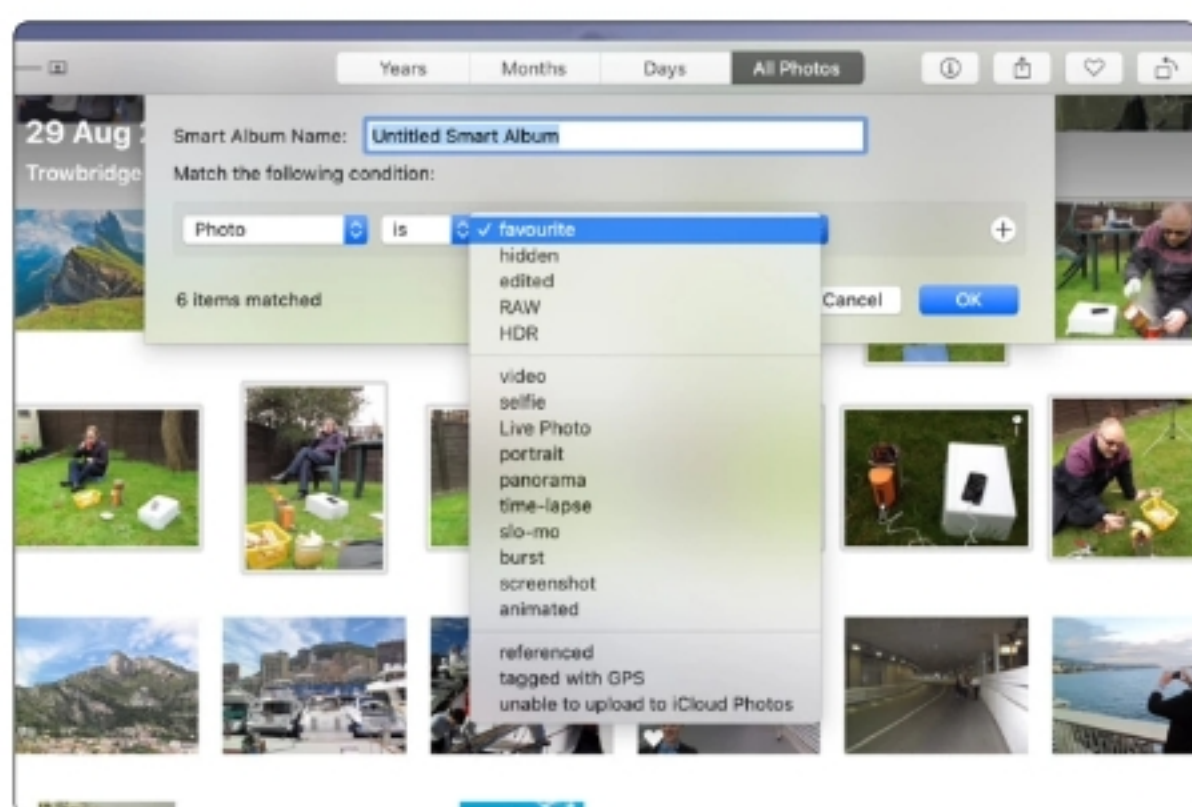 Years Months Days All Photos
29 Aug
Trowbridge
Smart Album Name: Untitled Smart Album
Match the following condition:
Photo is ✓ favourite
hidden
edited
RAW
HDR
6 items matched
Cancel OK
video
selfie
Live Photo
portrait
panorama
time-lapse
slo-mo
burst
screenshot
animated
referenced
tagged with GPS
unable to upload to iCloud Photos